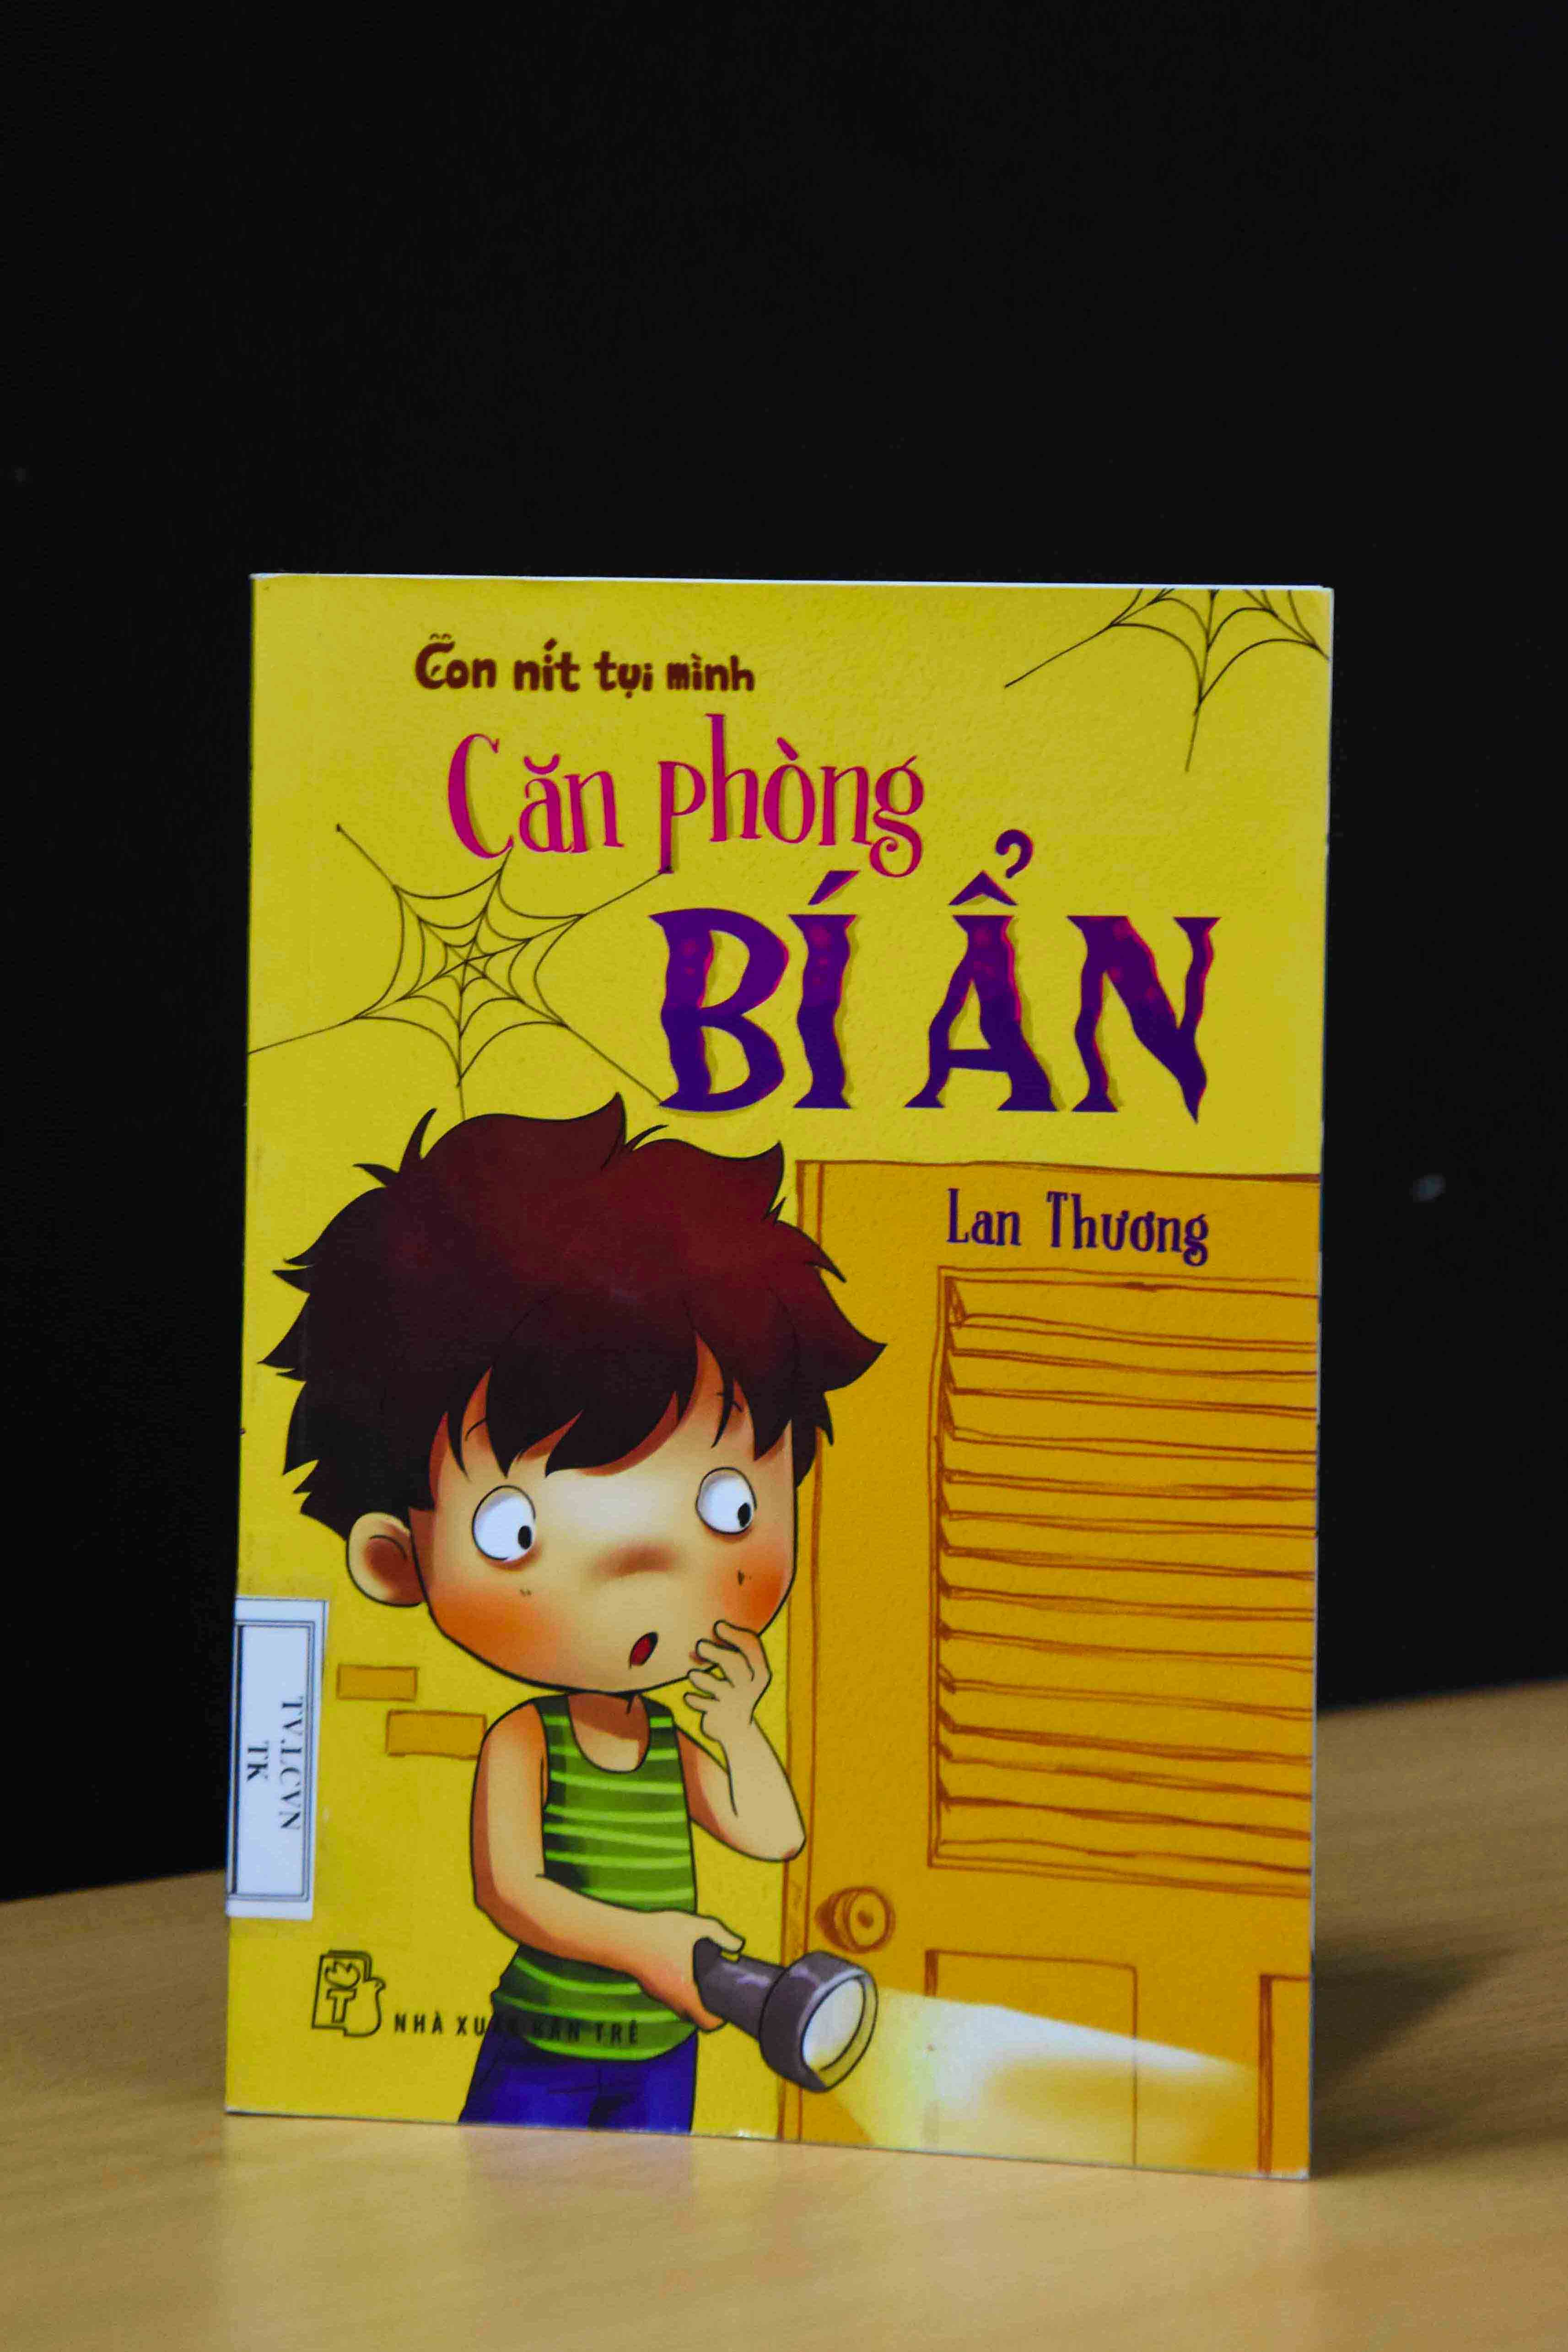 Con nít tụi mình
Căn phòng
BÍ ẨN
Lan Thương
TV.LCVN
TK
NHÀ XUẤT BẢN TRẺ